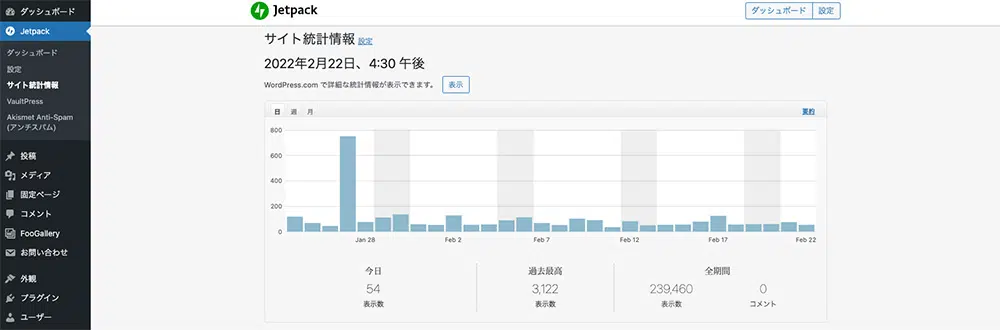 ダッシュボード
Jetpack
ダッシュボード
設定
サイト統計情報
VaultPress
Akismet Anti-Spam
(アンチスパム)
投稿
メディア
固定ページ
コメント
FooGallery
お問い合わせ
外観
プラグイン
ユーザー
Jetpack
ダッシュボード 設定
サイト統計情報 設定
2022年2月22日、4:30 午後
WordPress.com で詳細な統計情報が表示できます。 表示
日 週 月 要約
800
600
400
200
0
Jan 28 Feb 2 Feb 7 Feb 12 Feb 17 Feb 22
今日 過去最高 全期間
54 3,122 239,460 0
表示数 表示数 表示数 コメント